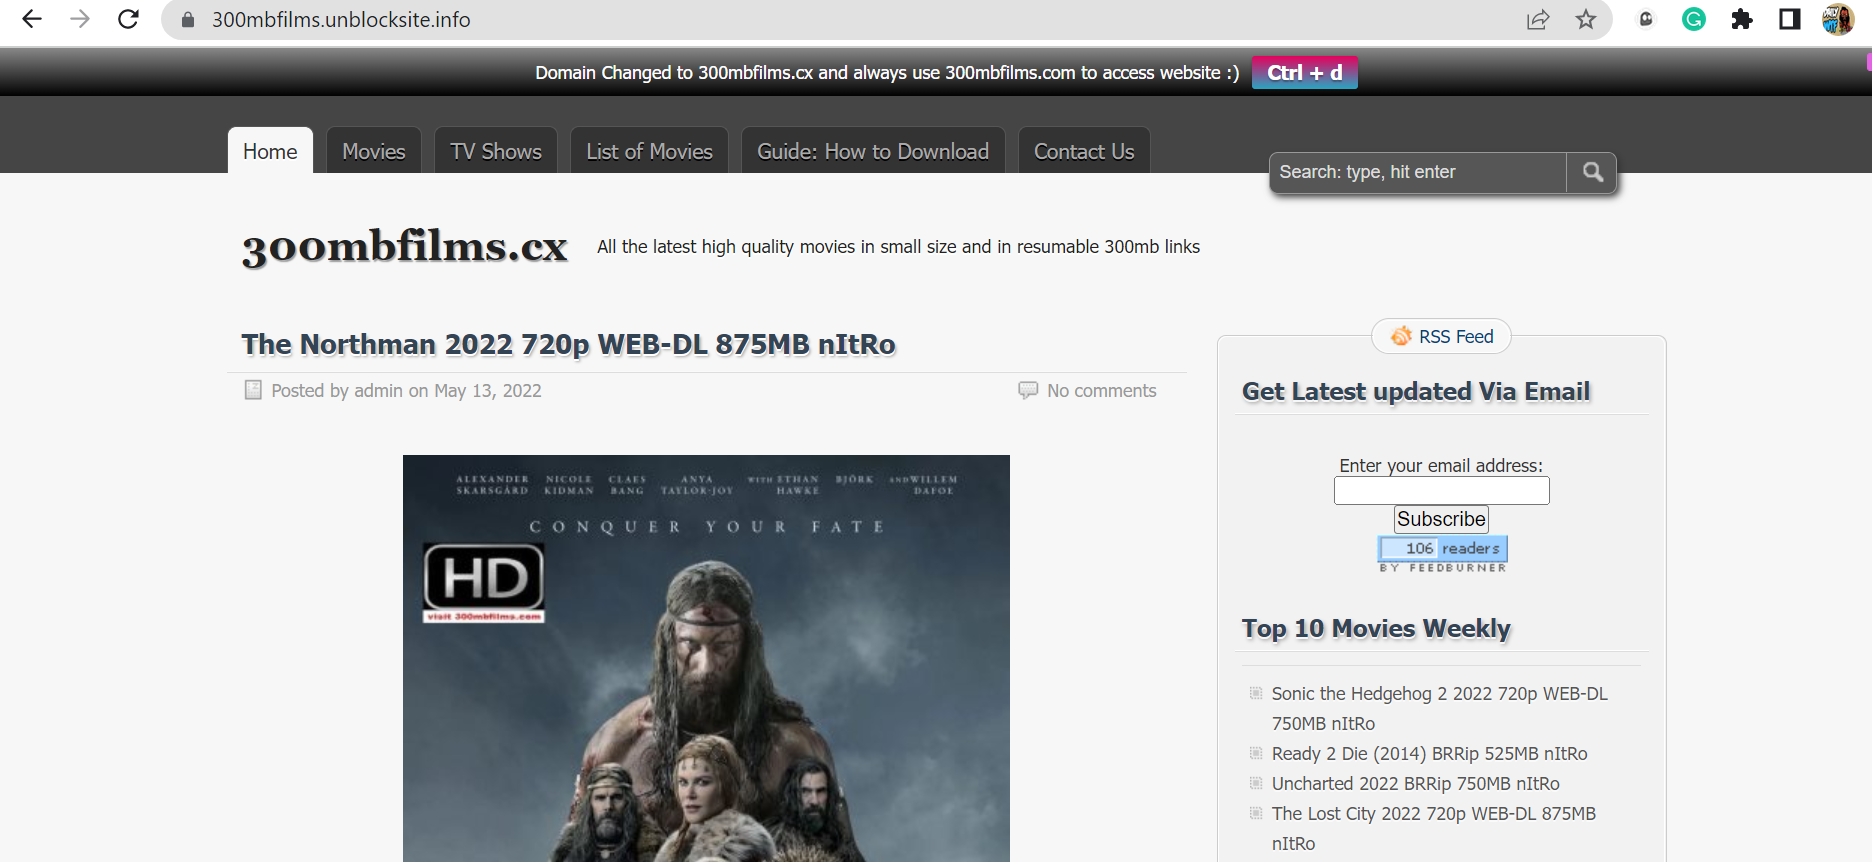 300mbfilms.unblocksite.info
Domain Changed to 300mbfilms.cx and always use 300mbfilms.com to access website :) Ctrl + d
Home Movies TV Shows List of Movies Guide: How to Download Contact Us
Search: type, hit enter
300mbfilms.cx All the latest high quality movies in small size and in resumable 300mb links
The Northman 2022 720p WEB-DL 875MB nItRo
Posted by admin on May 13, 2022 No comments
ALEXANDER SKARSGÅRD NICOLE KIDMAN CLAES BANG ANYA TAYLOR-JOY WITH ETHAN HAWKE BJÖRK AND WILLEM DAFOE
CONQUER YOUR FATE
HD
visit 300mbfilms.com
RSS Feed
Get Latest updated Via Email
Enter your email address:
Subscribe
106 readers
BY FEEDBURNER
Top 10 Movies Weekly
Sonic the Hedgehog 2 2022 720p WEB-DL
750MB nItRo
Ready 2 Die (2014) BRRip 525MB nItRo
Uncharted 2022 BRRip 750MB nItRo
The Lost City 2022 720p WEB-DL 875MB
nItRo